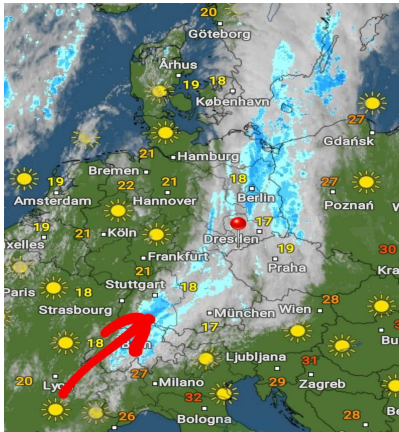 20
Göteborg
Århus
19
18
København
27
Gdańsk
21
Hamburg
Bremen
22
21
Hannover
18
Berlin
27
Poznań
19
Amsterdam
19
21
Köln
17
Dresden
19
Praha
30
Frankfurt
21
Stuttgart
18
Paris
18
Strasbourg
München
17
Wien
28
18
Ljubljana
31
Zagreb
29
20
27
Milano
32
Bologna
26
28